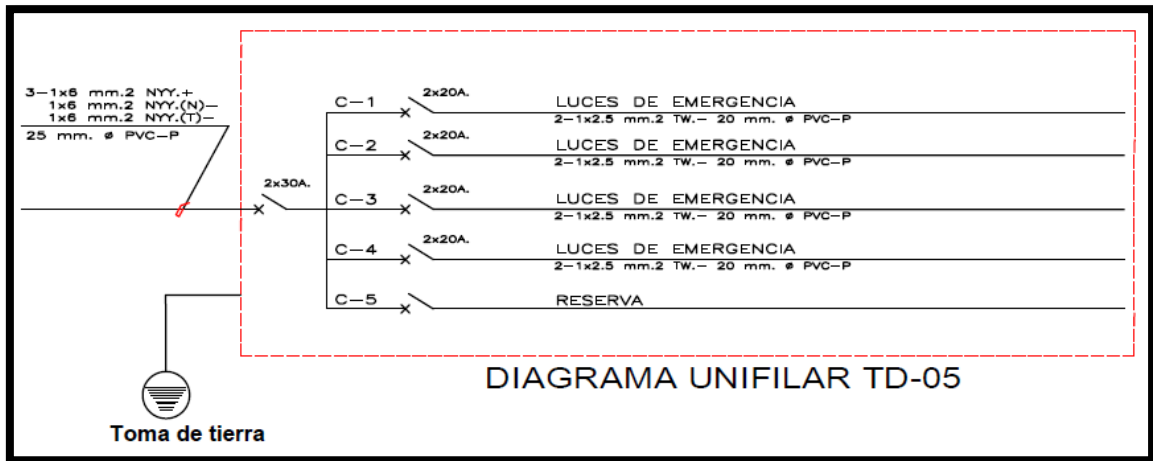 3-1x6 mm.2 NYY.+
1x6 mm.2 NYY.(N)-
1x6 mm.2 NYY.(T)-
25 mm. ø PVC-P
2x30A.
C-1
2x20A.
LUCES DE EMERGENCIA
2-1x2.5 mm.2 TW.- 20 mm. ø PVC-P
C-2
2x20A.
LUCES DE EMERGENCIA
2-1x2.5 mm.2 TW.- 20 mm. ø PVC-P
C-3
2x20A.
LUCES DE EMERGENCIA
2-1x2.5 mm.2 TW.- 20 mm. ø PVC-P
C-4
2x20A.
LUCES DE EMERGENCIA
2-1x2.5 mm.2 TW.- 20 mm. ø PVC-P
C-5
RESERVA
DIAGRAMA UNIFILAR TD-05
Toma de tierra